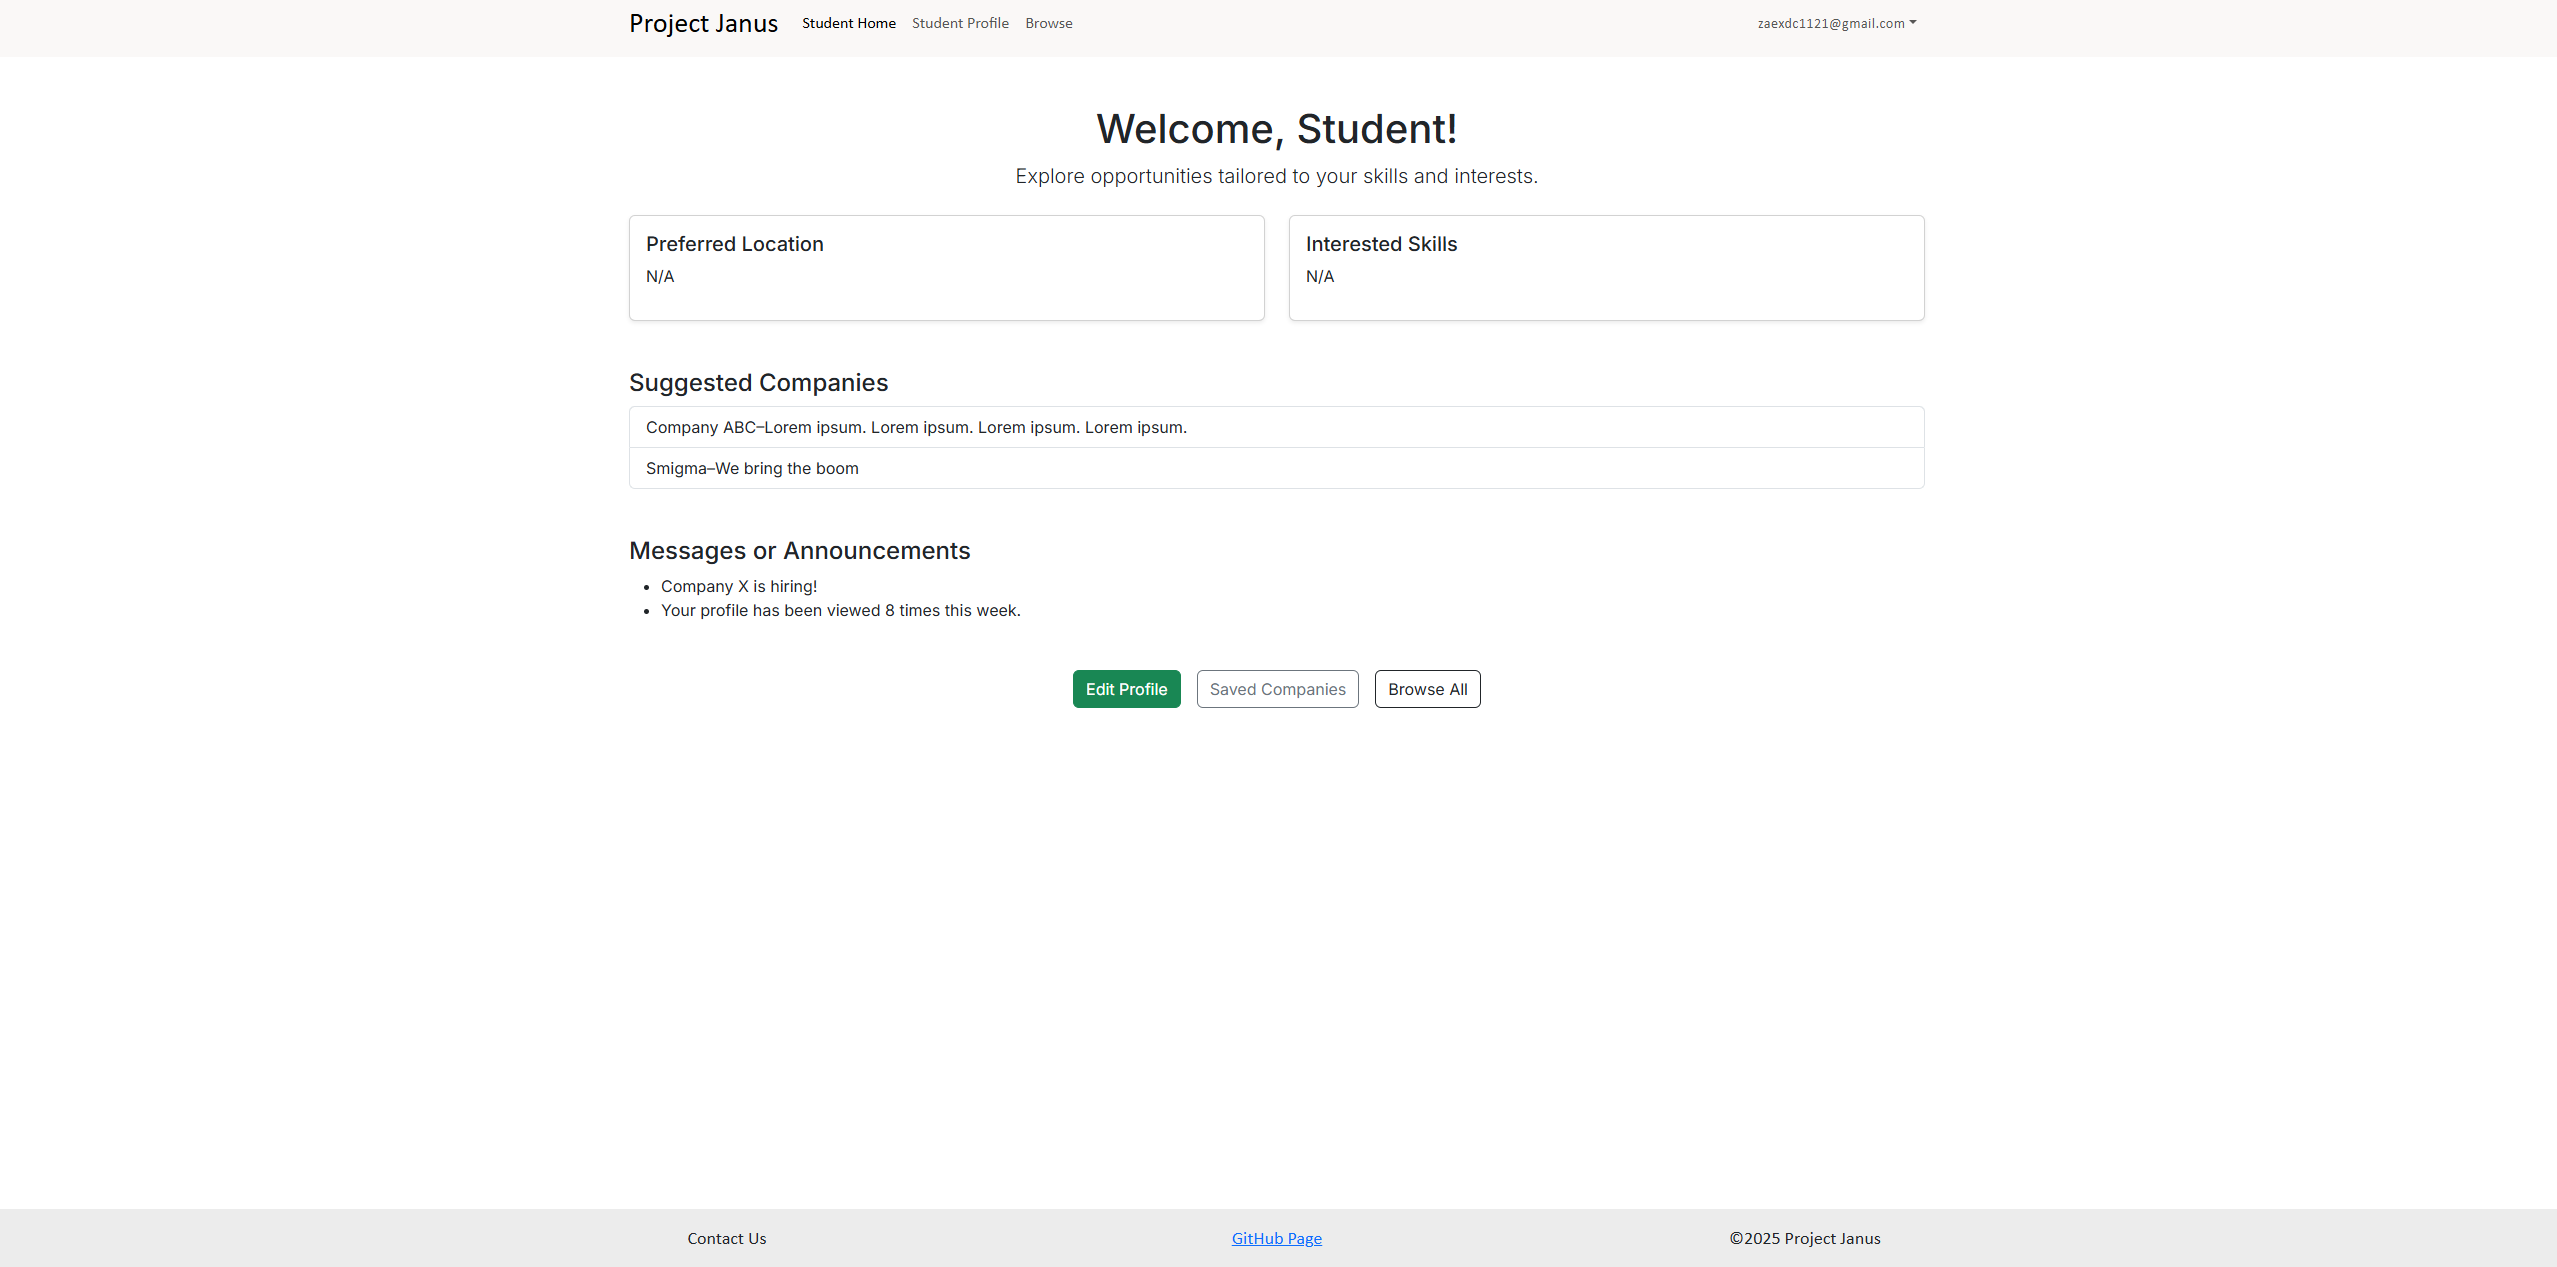 Project Janus Student Home Student Profile Browse zaexdc1121@gmail.com
Welcome, Student!
Explore opportunities tailored to your skills and interests.
Preferred Location
N/A
Interested Skills
N/A
Suggested Companies
Company ABC–Lorem ipsum. Lorem ipsum. Lorem ipsum. Lorem ipsum.
Smigma–We bring the boom
Messages or Announcements
• Company X is hiring!
• Your profile has been viewed 8 times this week.
Edit Profile Saved Companies Browse All
Contact Us GitHub Page ©2025 Project Janus